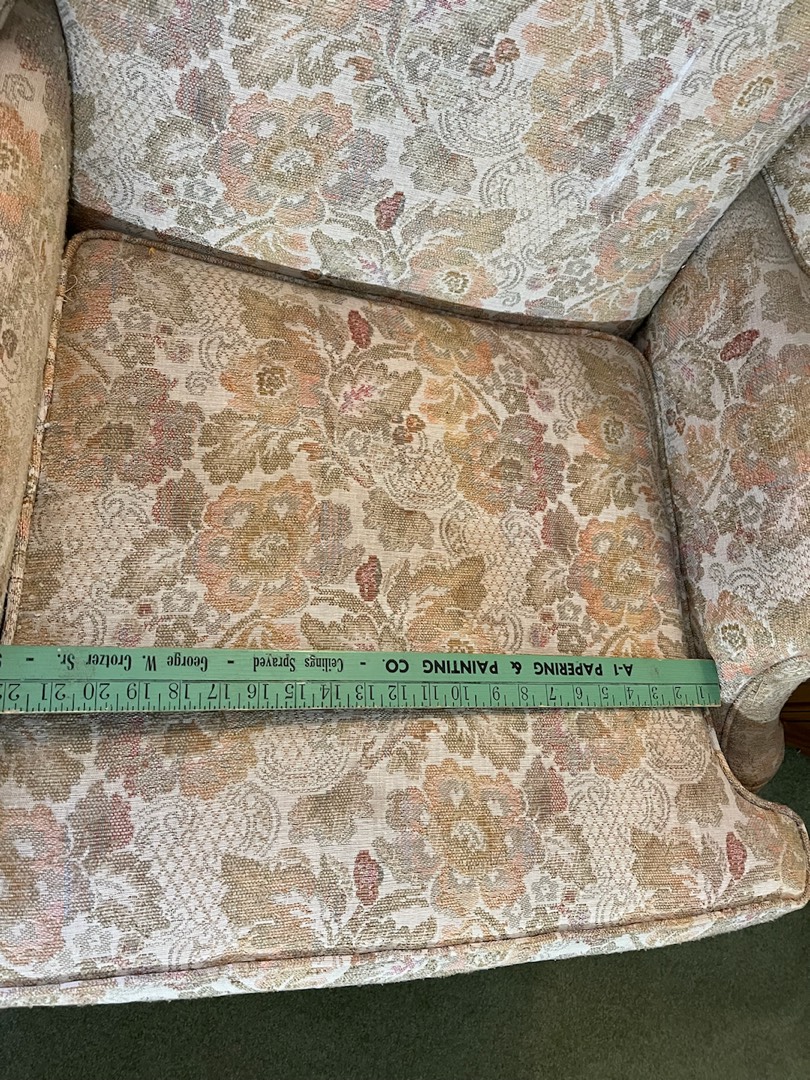 1 2 3 4 5 6 7 8 9 10 11 12 13 14 15 16 17 18 19 20 21 22
A-1 PAPERING & PAINTING CO. - Ceilings Sprayed - George W. Crotzer Sr. -